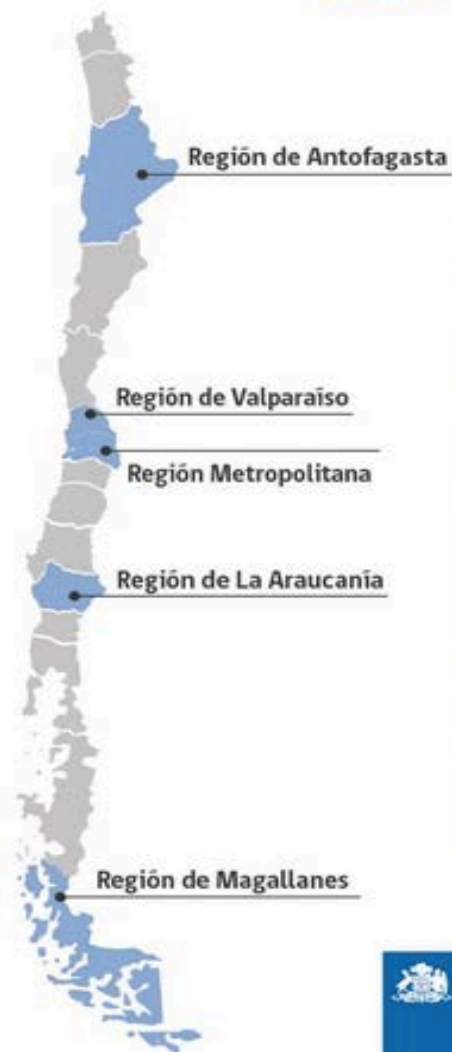 Región de Antofagasta
Región de Valparaíso
Región Metropolitana
Región de La Araucanía
Región de Magallanes